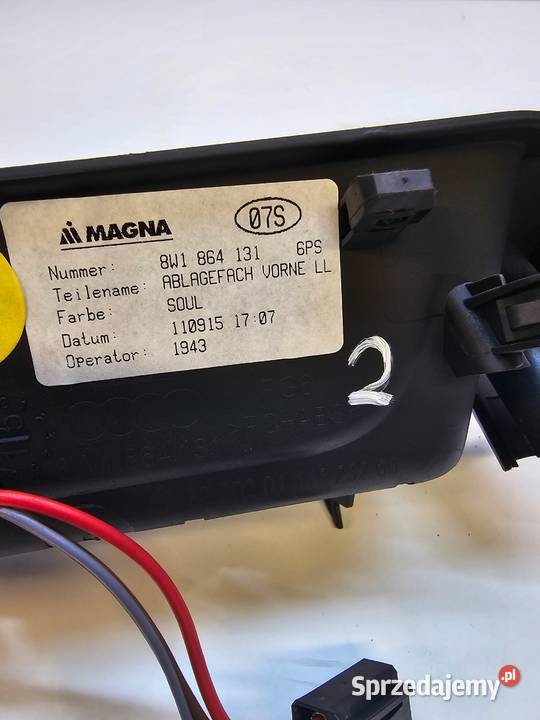 MAGNA
07S
Nummer: 8W1 864 131 6PS
Teilename: ABLAGEFACH VORNE LL
Farbe: SOUL
Datum: 110915 17:07
Operator: 1943
2
Sprzedajemy.pl